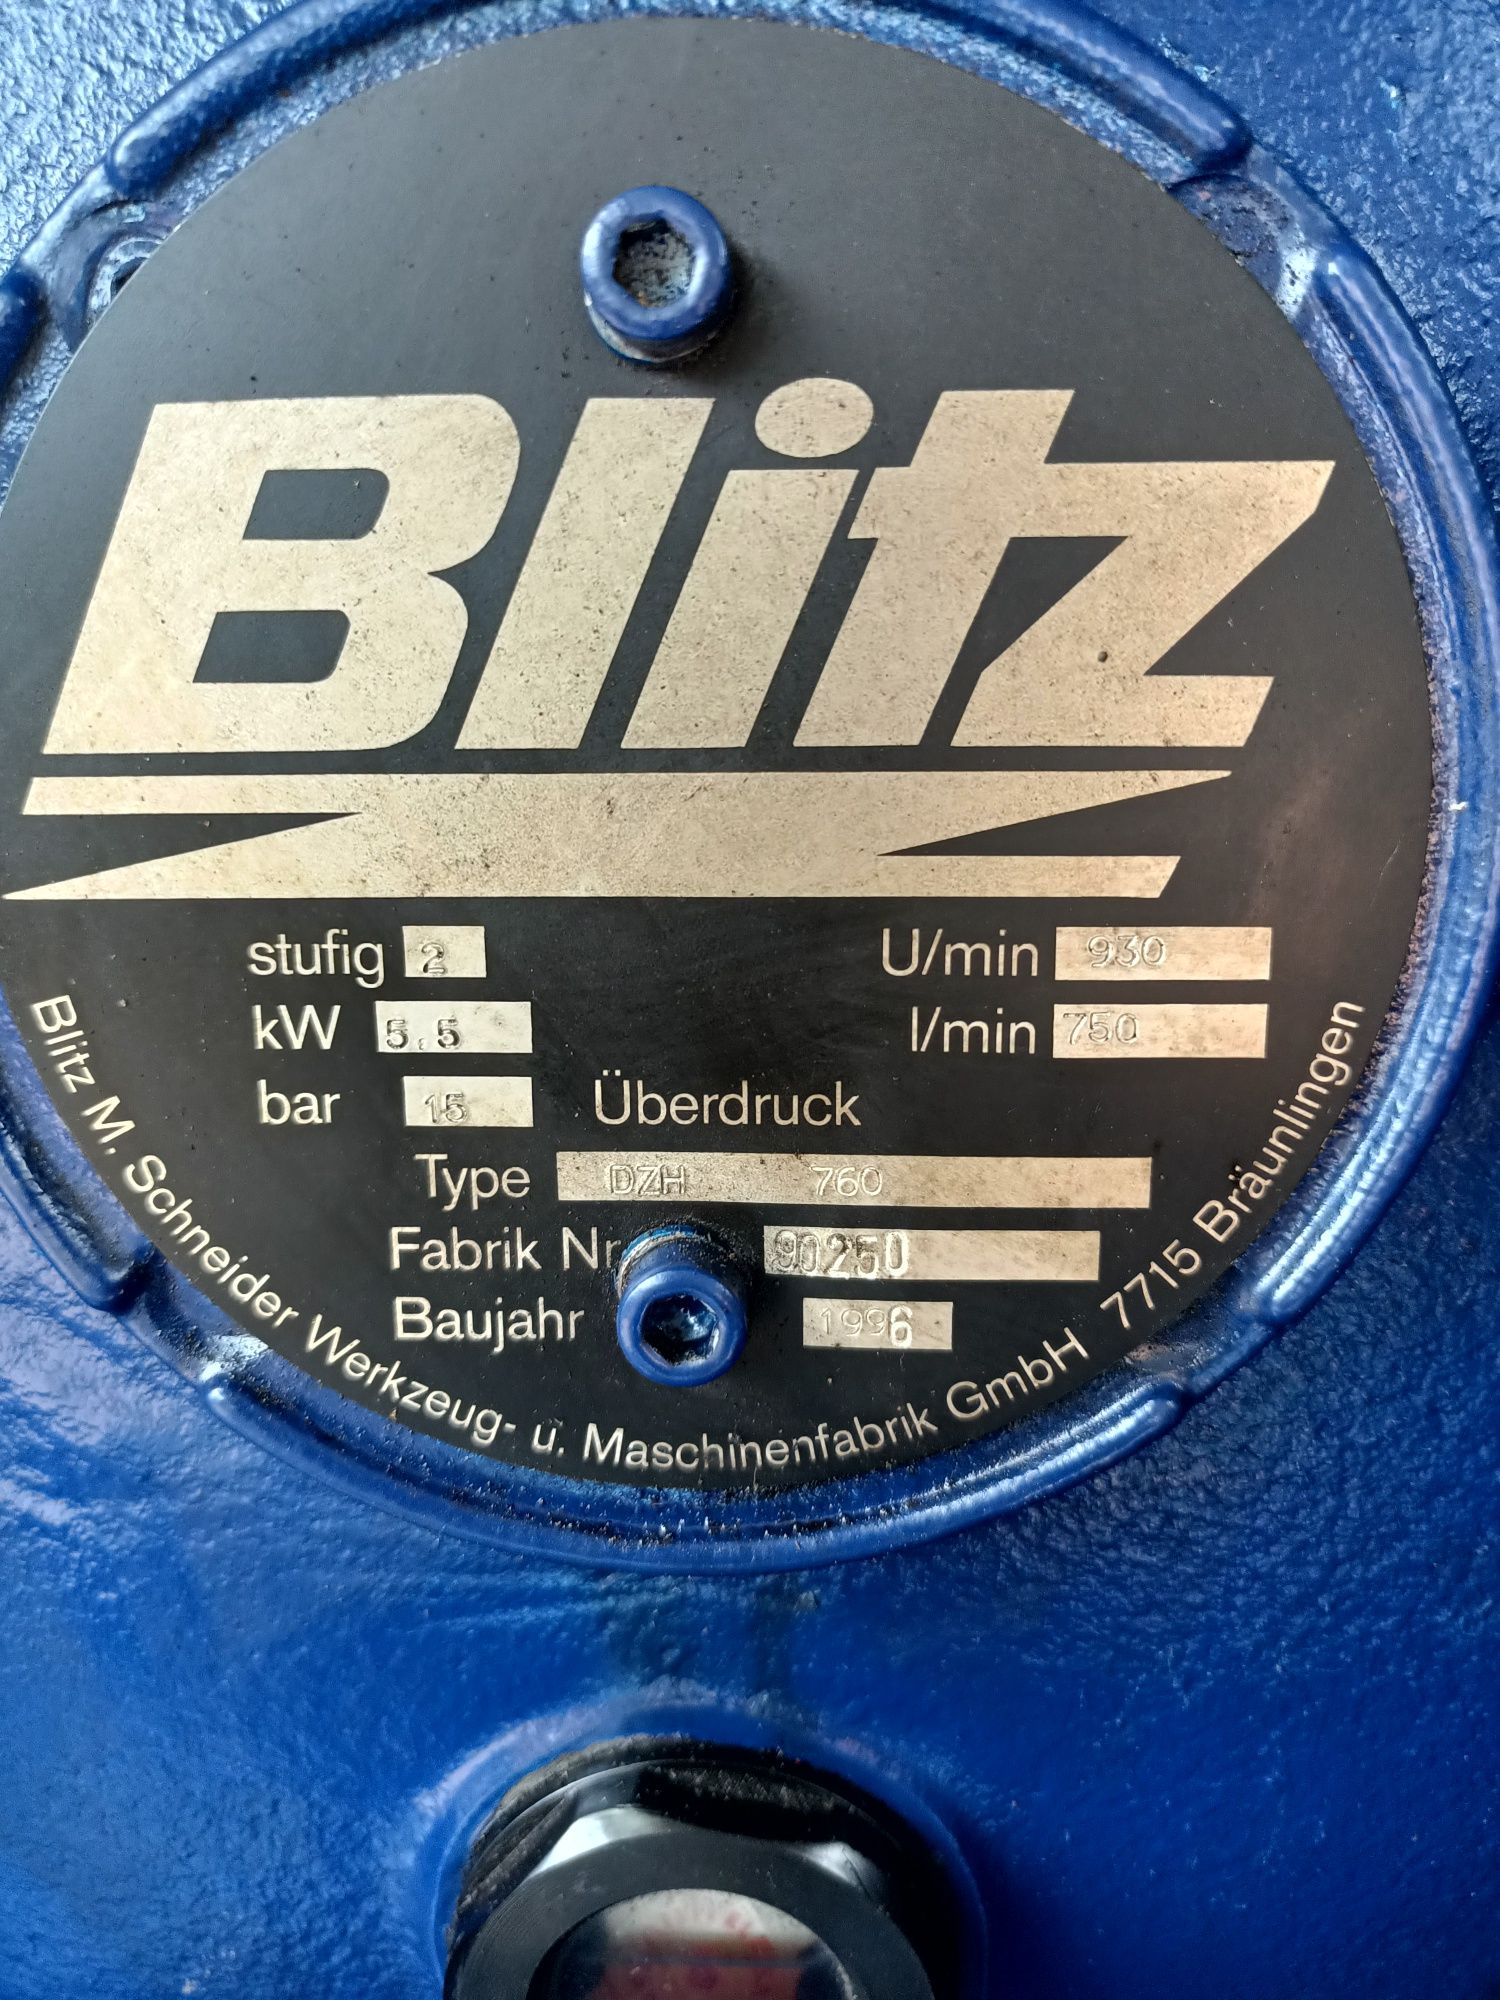 Blitz
stufig 2
U/min 930
kW 5.5
l/min 750
bar 15 Überdruck
Type DZH 760
Fabrik Nr 90250
Baujahr 1996
Blitz M. Schneider Werkzeug- u. Maschinenfabrik GmbH 7715 Bräunlingen